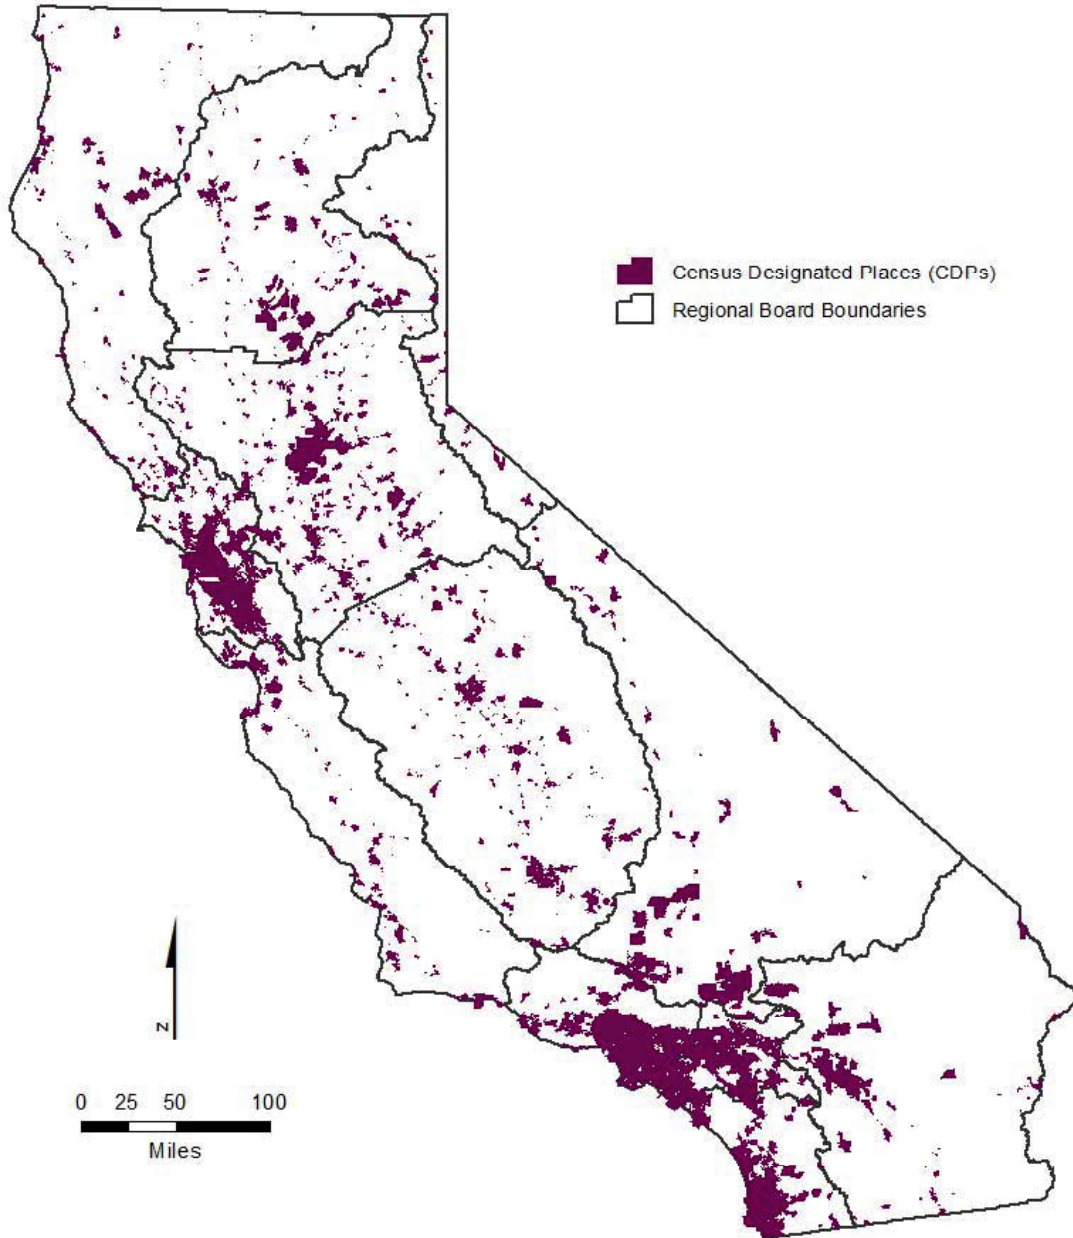 Census Designated Places (CDPs)
Regional Board Boundaries
N
0 25 50 100
Miles